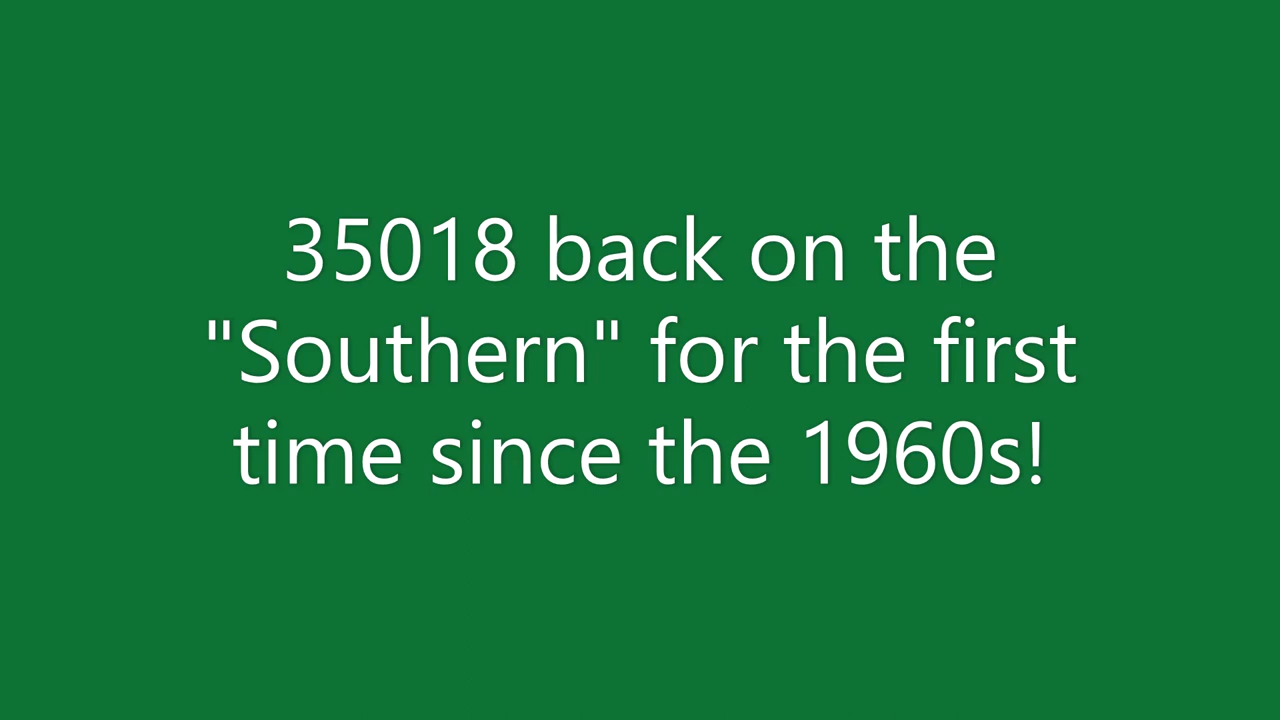 35018 back on the
"Southern" for the first
time since the 1960s!